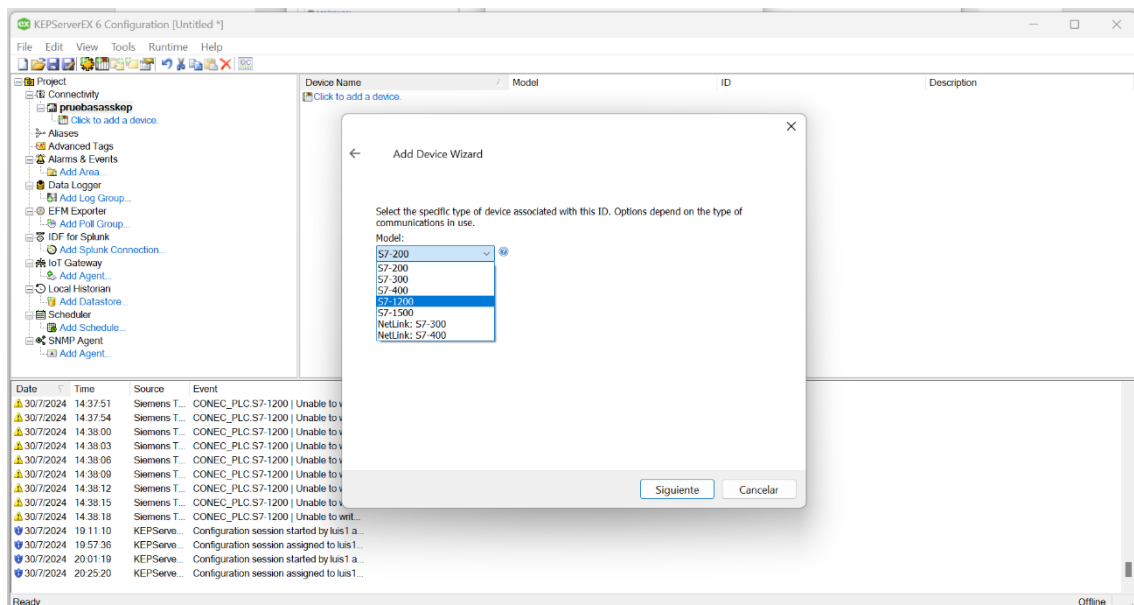 KEPServerEX 6 Configuration [Untitled *]
File Edit View Tools Runtime Help
Project
Connectivity
pruebasasskep
Click to add a device.
Aliases
Advanced Tags
Alarms & Events
Add Area...
Data Logger
Add Log Group...
EFM Exporter
Add Poll Group...
IDF for Splunk
Add Splunk Connection...
IoT Gateway
Add Agent...
Local Historian
Add Datastore...
Scheduler
Add Schedule...
SNMP Agent
Add Agent...
Device Name Model ID Description
Click to add a device.
Add Device Wizard
Select the specific type of device associated with this ID. Options depend on the type of
communications in use.
Model:
S7-200
S7-200
S7-300
S7-400
S7-1200
S7-1500
NetLink: S7-300
NetLink: S7-400
Siguiente Cancelar
Date Time Source Event
30/7/2024 14:37:51 Siemens T... CONEC_PLC.S7-1200 | Unable to w
30/7/2024 14:37:54 Siemens T... CONEC_PLC.S7-1200 | Unable to w
30/7/2024 14:38:00 Siemens T... CONEC_PLC.S7-1200 | Unable to w
30/7/2024 14:38:03 Siemens T... CONEC_PLC.S7-1200 | Unable to w
30/7/2024 14:38:06 Siemens T... CONEC_PLC.S7-1200 | Unable to w
30/7/2024 14:38:09 Siemens T... CONEC_PLC.S7-1200 | Unable to w
30/7/2024 14:38:12 Siemens T... CONEC_PLC.S7-1200 | Unable to w
30/7/2024 14:38:15 Siemens T... CONEC_PLC.S7-1200 | Unable to w
30/7/2024 14:38:18 Siemens T... CONEC_PLC.S7-1200 | Unable to writ...
30/7/2024 19:11:10 KEPServe... Configuration session started by luis1 a...
30/7/2024 19:57:36 KEPServe... Configuration session assigned to luis1...
30/7/2024 20:01:19 KEPServe... Configuration session started by luis1 a...
30/7/2024 20:25:20 KEPServe... Configuration session assigned to luis1...
Ready Offline